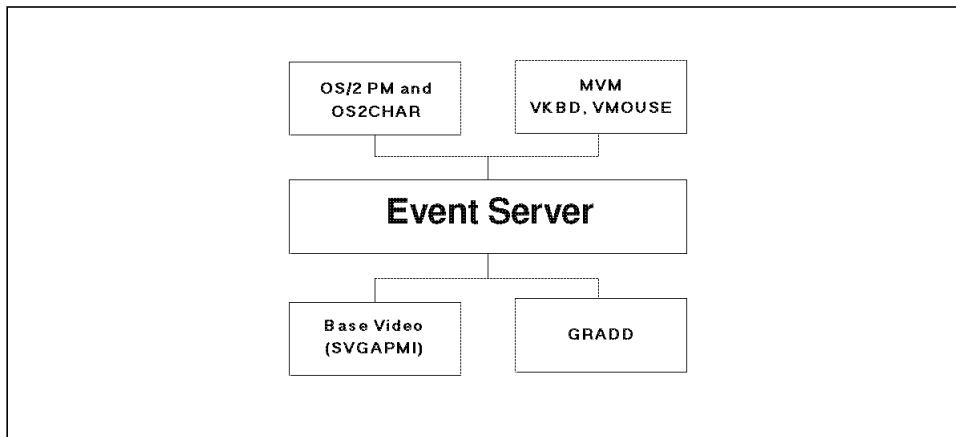 OS/2 PM and
OS2CHAR
MVM
VKBD, VMOUSE
Event Server
Base Video
(SVGAPMI)
GRADD